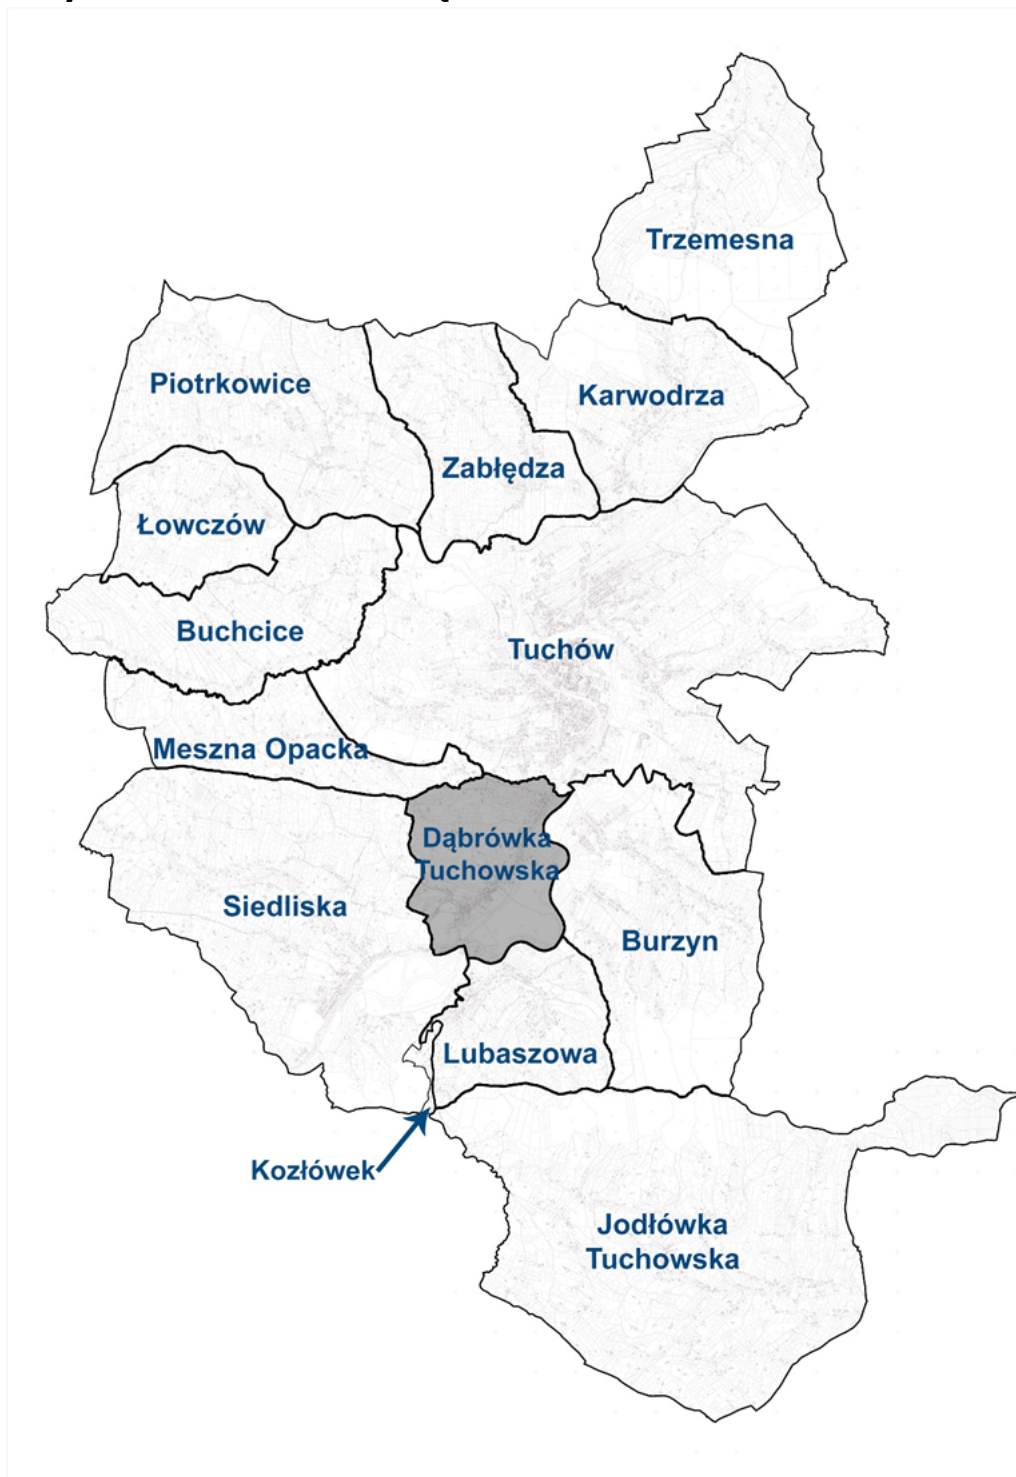 Trzemesna
Piotrkowice
Karwodrza
Zabłędza
Łowczów
Buchcice
Tuchów
Meszna Opacka
Dąbrówka
Tuchowska
Siedliska
Burzyn
Lubaszowa
Kozłówek
Jodłówka
Tuchowska